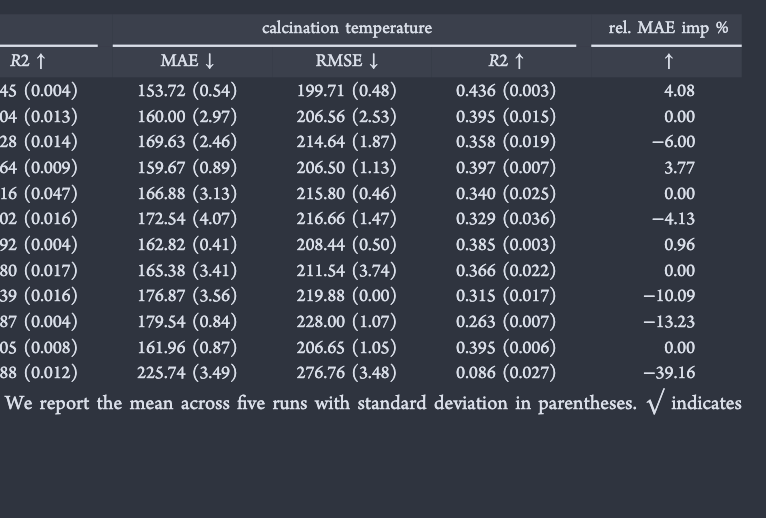 calcination temperature rel. MAE imp %
R2 ↑ MAE ↓ RMSE ↓ R2 ↑ ↑
45 (0.004) 153.72 (0.54) 199.71 (0.48) 0.436 (0.003) 4.08
04 (0.013) 160.00 (2.97) 206.56 (2.53) 0.395 (0.015) 0.00
28 (0.014) 169.63 (2.46) 214.64 (1.87) 0.358 (0.019) −6.00
64 (0.009) 159.67 (0.89) 206.50 (1.13) 0.397 (0.007) 3.77
16 (0.047) 166.88 (3.13) 215.80 (0.46) 0.340 (0.025) 0.00
02 (0.016) 172.54 (4.07) 216.66 (1.47) 0.329 (0.036) −4.13
92 (0.004) 162.82 (0.41) 208.44 (0.50) 0.385 (0.003) 0.96
80 (0.017) 165.38 (3.41) 211.54 (3.74) 0.366 (0.022) 0.00
39 (0.016) 176.87 (3.56) 219.88 (0.00) 0.315 (0.017) −10.09
87 (0.004) 179.54 (0.84) 228.00 (1.07) 0.263 (0.007) −13.23
05 (0.008) 161.96 (0.87) 206.65 (1.05) 0.395 (0.006) 0.00
88 (0.012) 225.74 (3.49) 276.76 (3.48) 0.086 (0.027) −39.16
We report the mean across five runs with standard deviation in parentheses. √ indicates